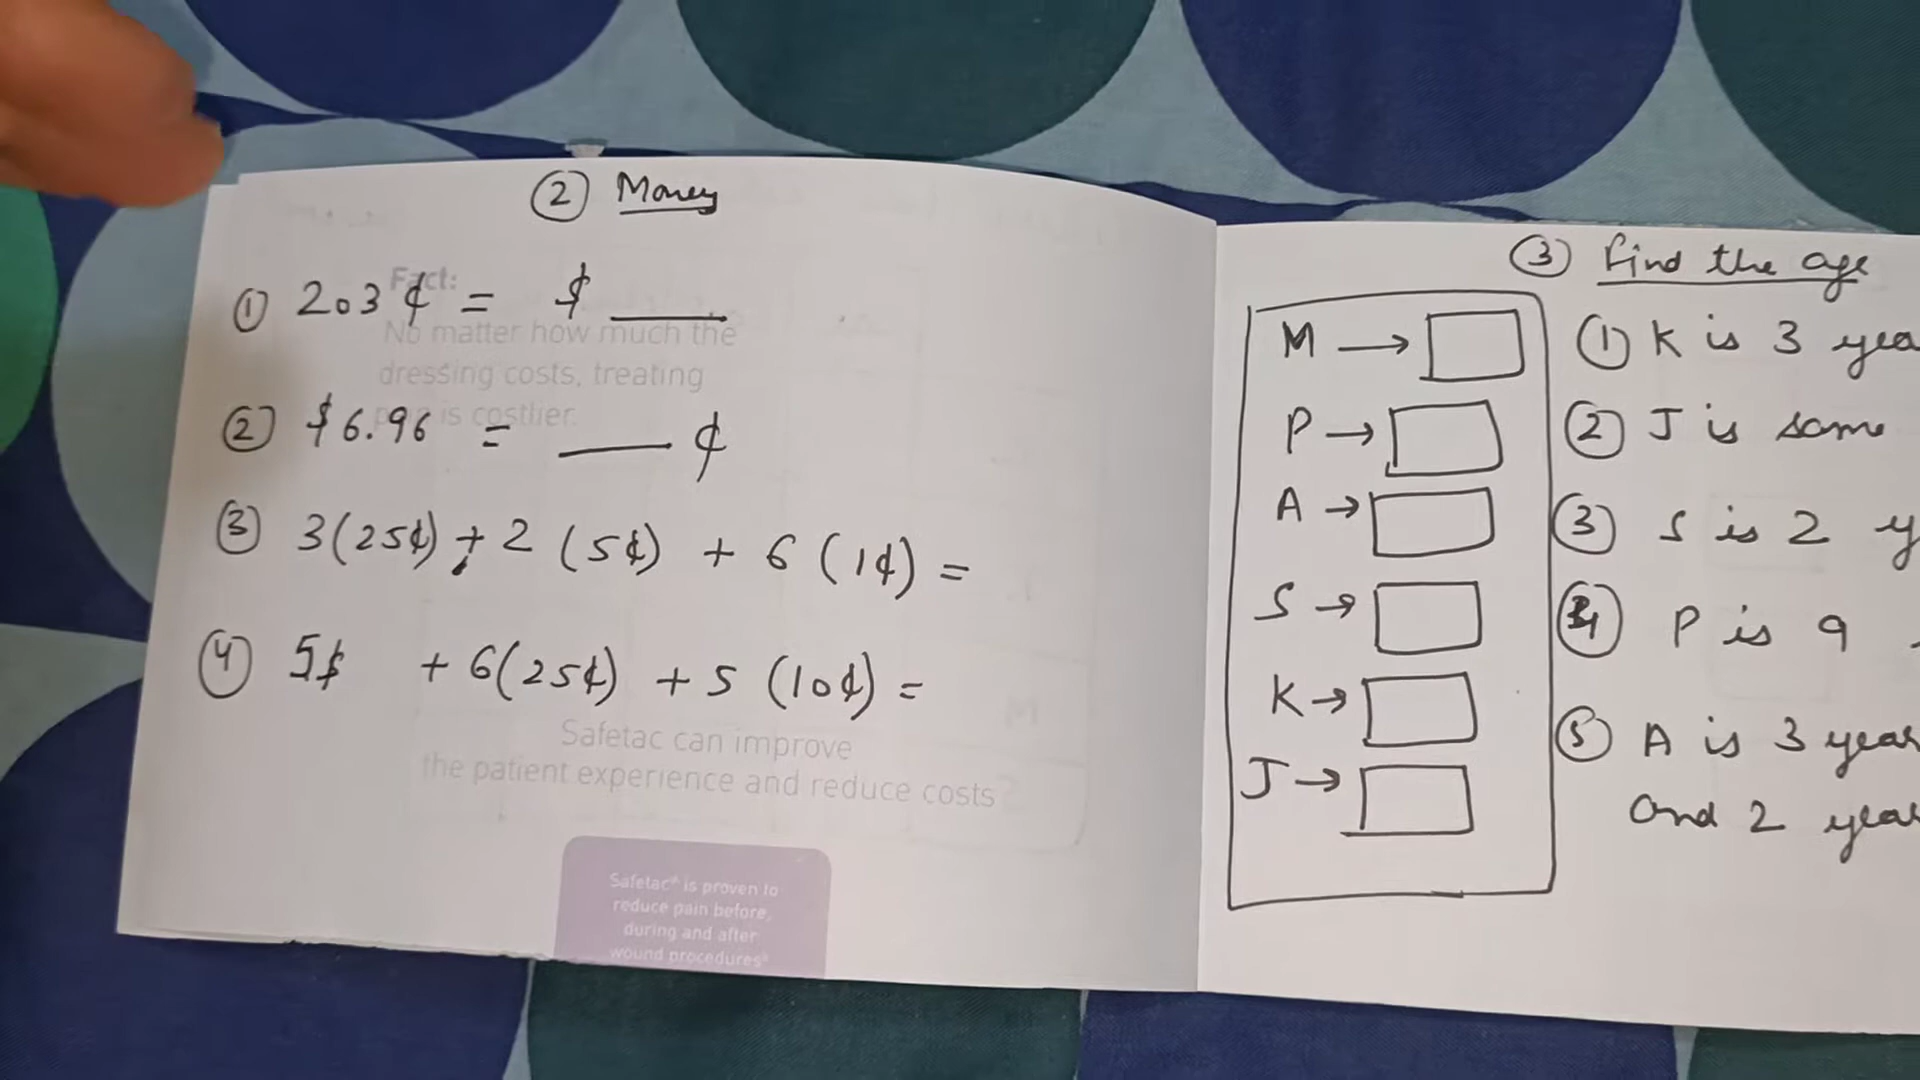 ② Money
① 203 ¢ = $ ____
② $6.96 = ____ ¢
③ 3(25¢) + 2 (5¢) + 6 (1¢) =
④ 5$ + 6(25¢) + 5 (10¢) =
Fact:
No matter how much the
dressing costs, treating
is costlier.
Safetac can improve
the patient experience and reduce costs
Safetac® is proven to
reduce pain before,
during and after
wound procedures
③ Find the age
M →
P →
A →
S →
K →
J →
① K is 3 yea
② J is same
③ S is 2 y
④ P is 9
⑤ A is 3 year
and 2 year